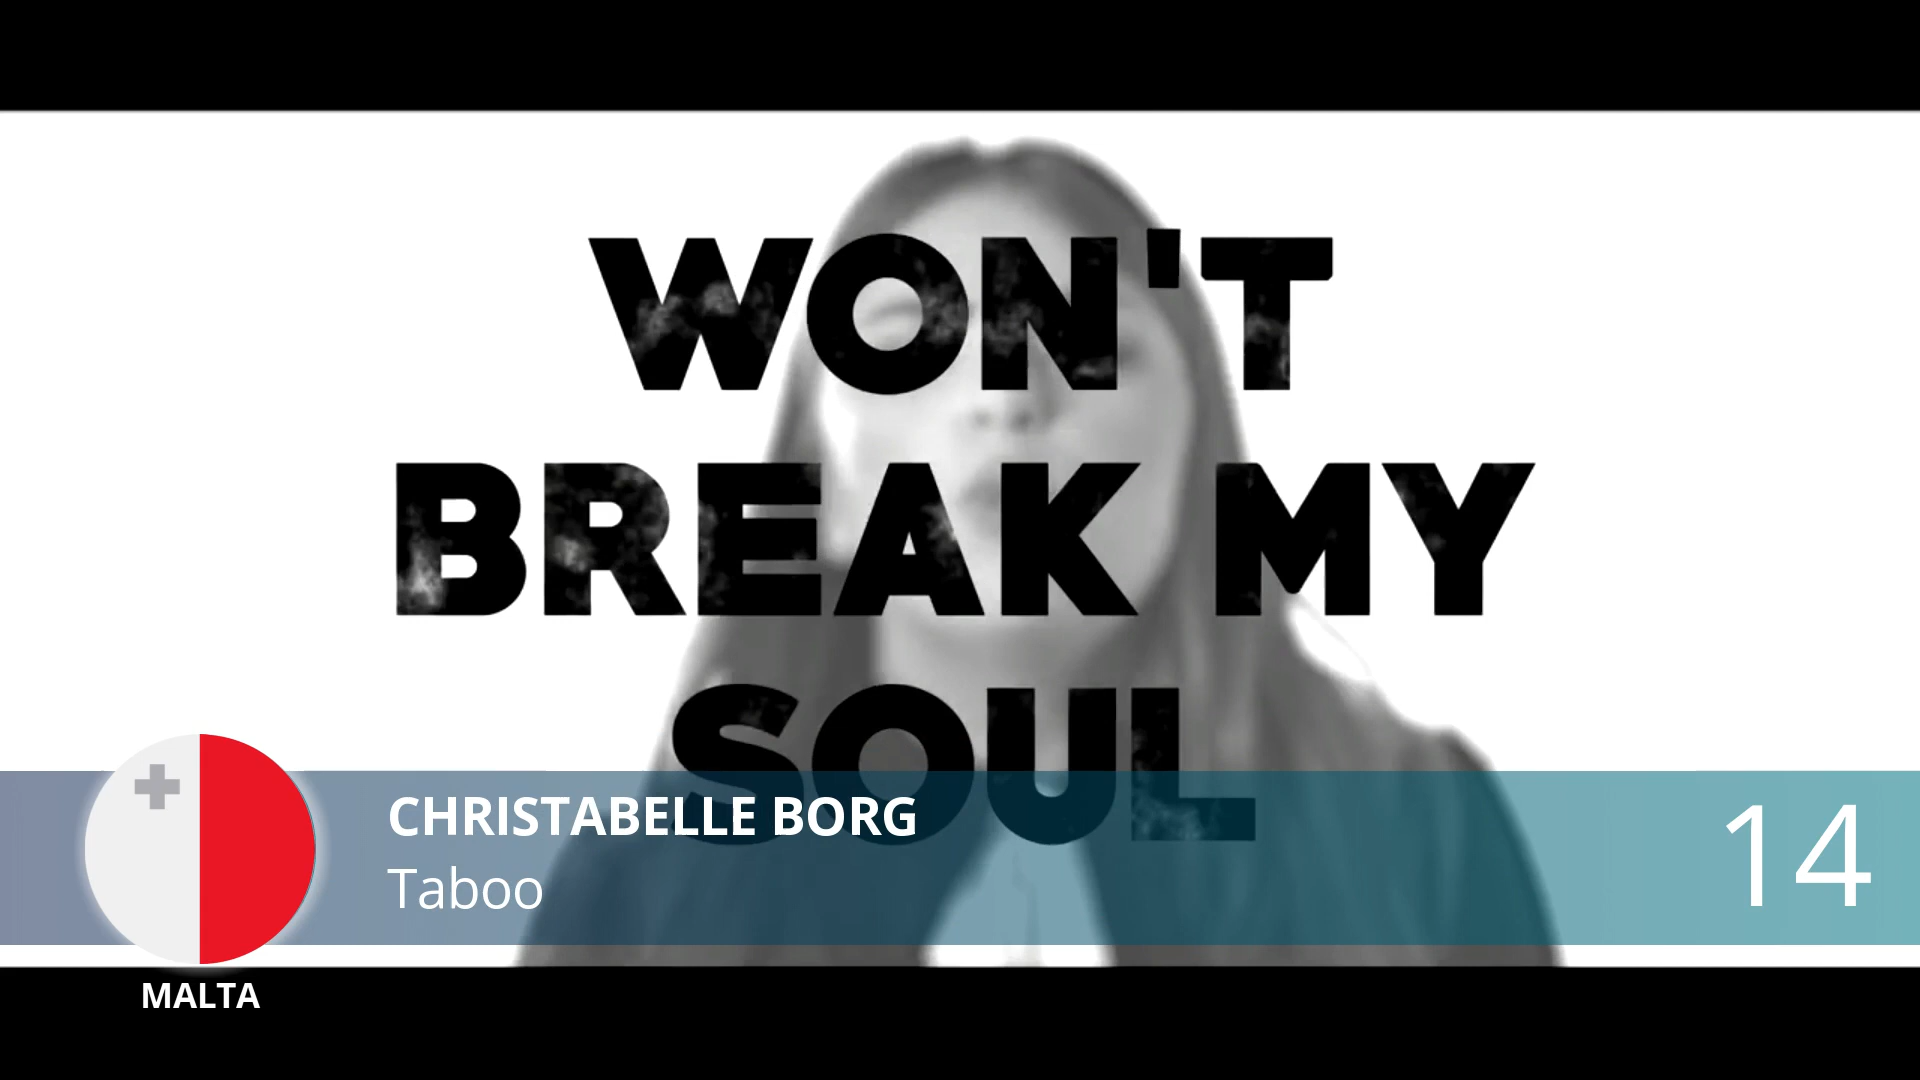 WON'T
BREAK MY
SOUL
CHRISTABELLE BORG
Taboo
14
MALTA